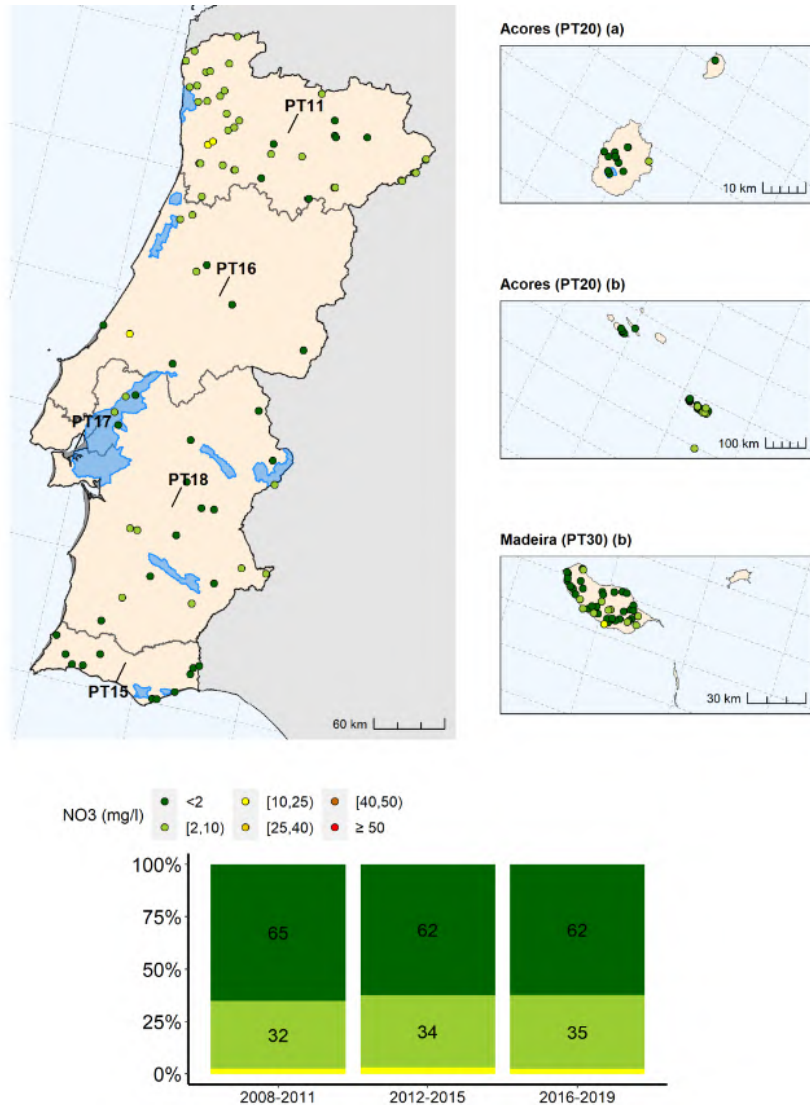 Acores (PT20) (a)
PT11
10 km
PT16
Acores (PT20) (b)
PT17
100 km
PT18
Madeira (PT30) (b)
PT15
60 km
30 km
NO3 (mg/l)
<2
[10,25)
[40,50)
[2,10)
[25,40)
≥ 50
100%
75%
50%
25%
0%
65
62
62
32
34
35
2008-2011
2012-2015
2016-2019